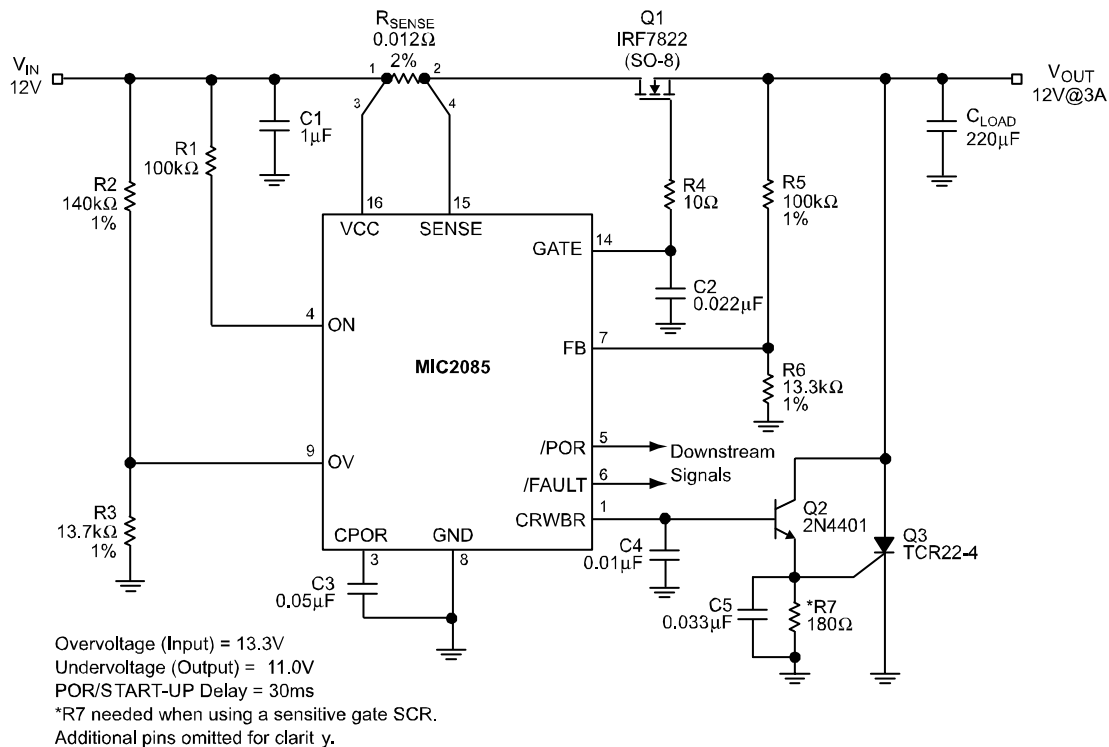 RSENSE
0.012Ω
2%
Q1
IRF7822
(SO-8)
VIN
12V
1
2
3
4
VOUT
12V@3A
C1
1µF
CLOAD
220µF
R1
100kΩ
R2
140kΩ
1%
R4
10Ω
R5
100kΩ
1%
16
15
VCC
SENSE
GATE
14
C2
0.022µF
4
ON
FB
7
MIC2085
R6
13.3kΩ
1%
/POR
5
Downstream
Signals
9
OV
/FAULT
6
CRWBR
1
Q2
2N4401
R3
13.7kΩ
1%
CPOR
GND
3
8
C4
0.01µF
Q3
TCR22-4
C3
0.05µF
C5
0.033µF
*R7
180Ω
Overvoltage (Input) = 13.3V
Undervoltage (Output) = 11.0V
POR/START-UP Delay = 30ms
*R7 needed when using a sensitive gate SCR.
Additional pins omitted for clarit y.